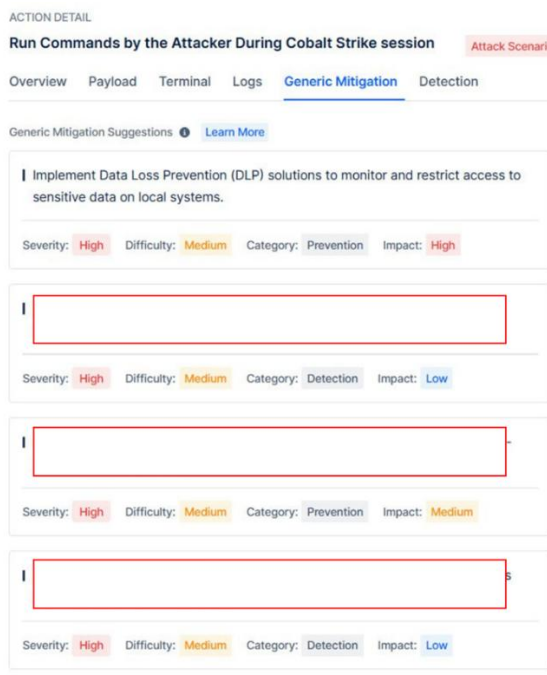 ACTION DETAIL
Run Commands by the Attacker During Cobalt Strike session Attack Scenari
Overview Payload Terminal Logs Generic Mitigation Detection
Generic Mitigation Suggestions Learn More
Implement Data Loss Prevention (DLP) solutions to monitor and restrict access to
sensitive data on local systems.
Severity: High Difficulty: Medium Category: Prevention Impact: High
Severity: High Difficulty: Medium Category: Detection Impact: Low
Severity: High Difficulty: Medium Category: Prevention Impact: Medium
Severity: High Difficulty: Medium Category: Detection Impact: Low